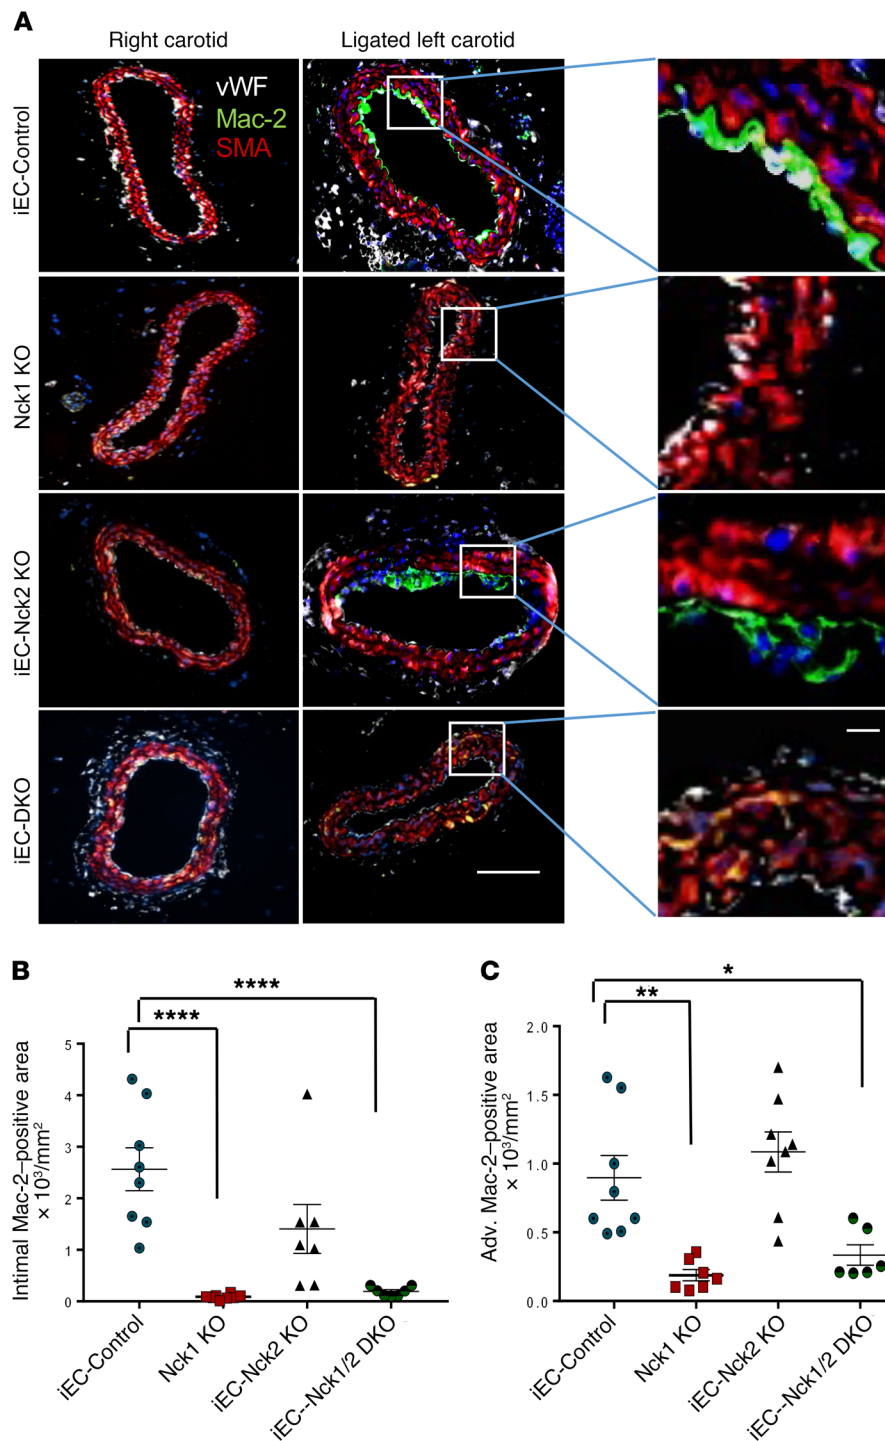 A
Right carotid
Ligated left carotid
vWF
Mac-2
SMA
iEC-Control
Nck1 KO
iEC-Nck2 KO
iEC-DKO
B
****
****
Intimal Mac-2–positive area
× 10³/mm²
5
4
3
2
1
0
iEC-Control
Nck1 KO
iEC-Nck2 KO
iEC--Nck1/2 DKO
C
*
**
Adv. Mac-2–positive area
× 10³/mm²
2.0
1.5
1.0
0.5
0.0
iEC-Control
Nck1 KO
iEC-Nck2 KO
iEC--Nck1/2 DKO